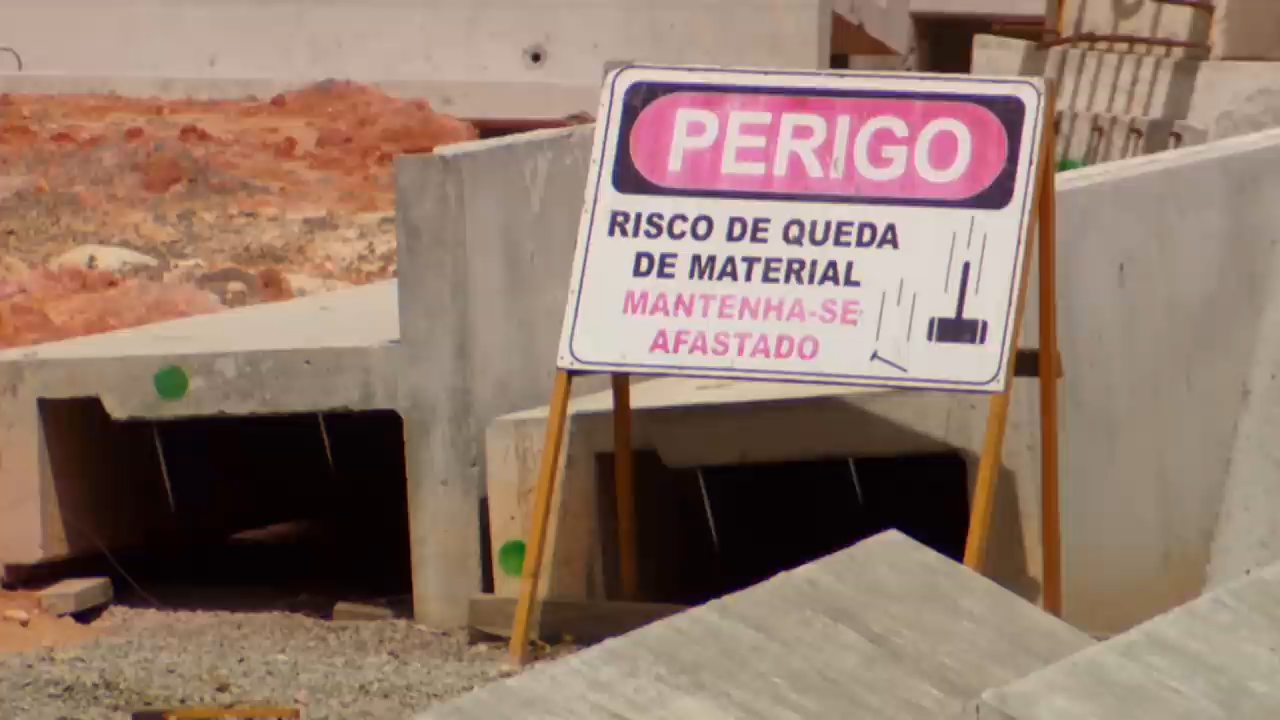 PERIGO
RISCO DE QUEDA
DE MATERIAL
MANTENHA-SE
AFASTADO